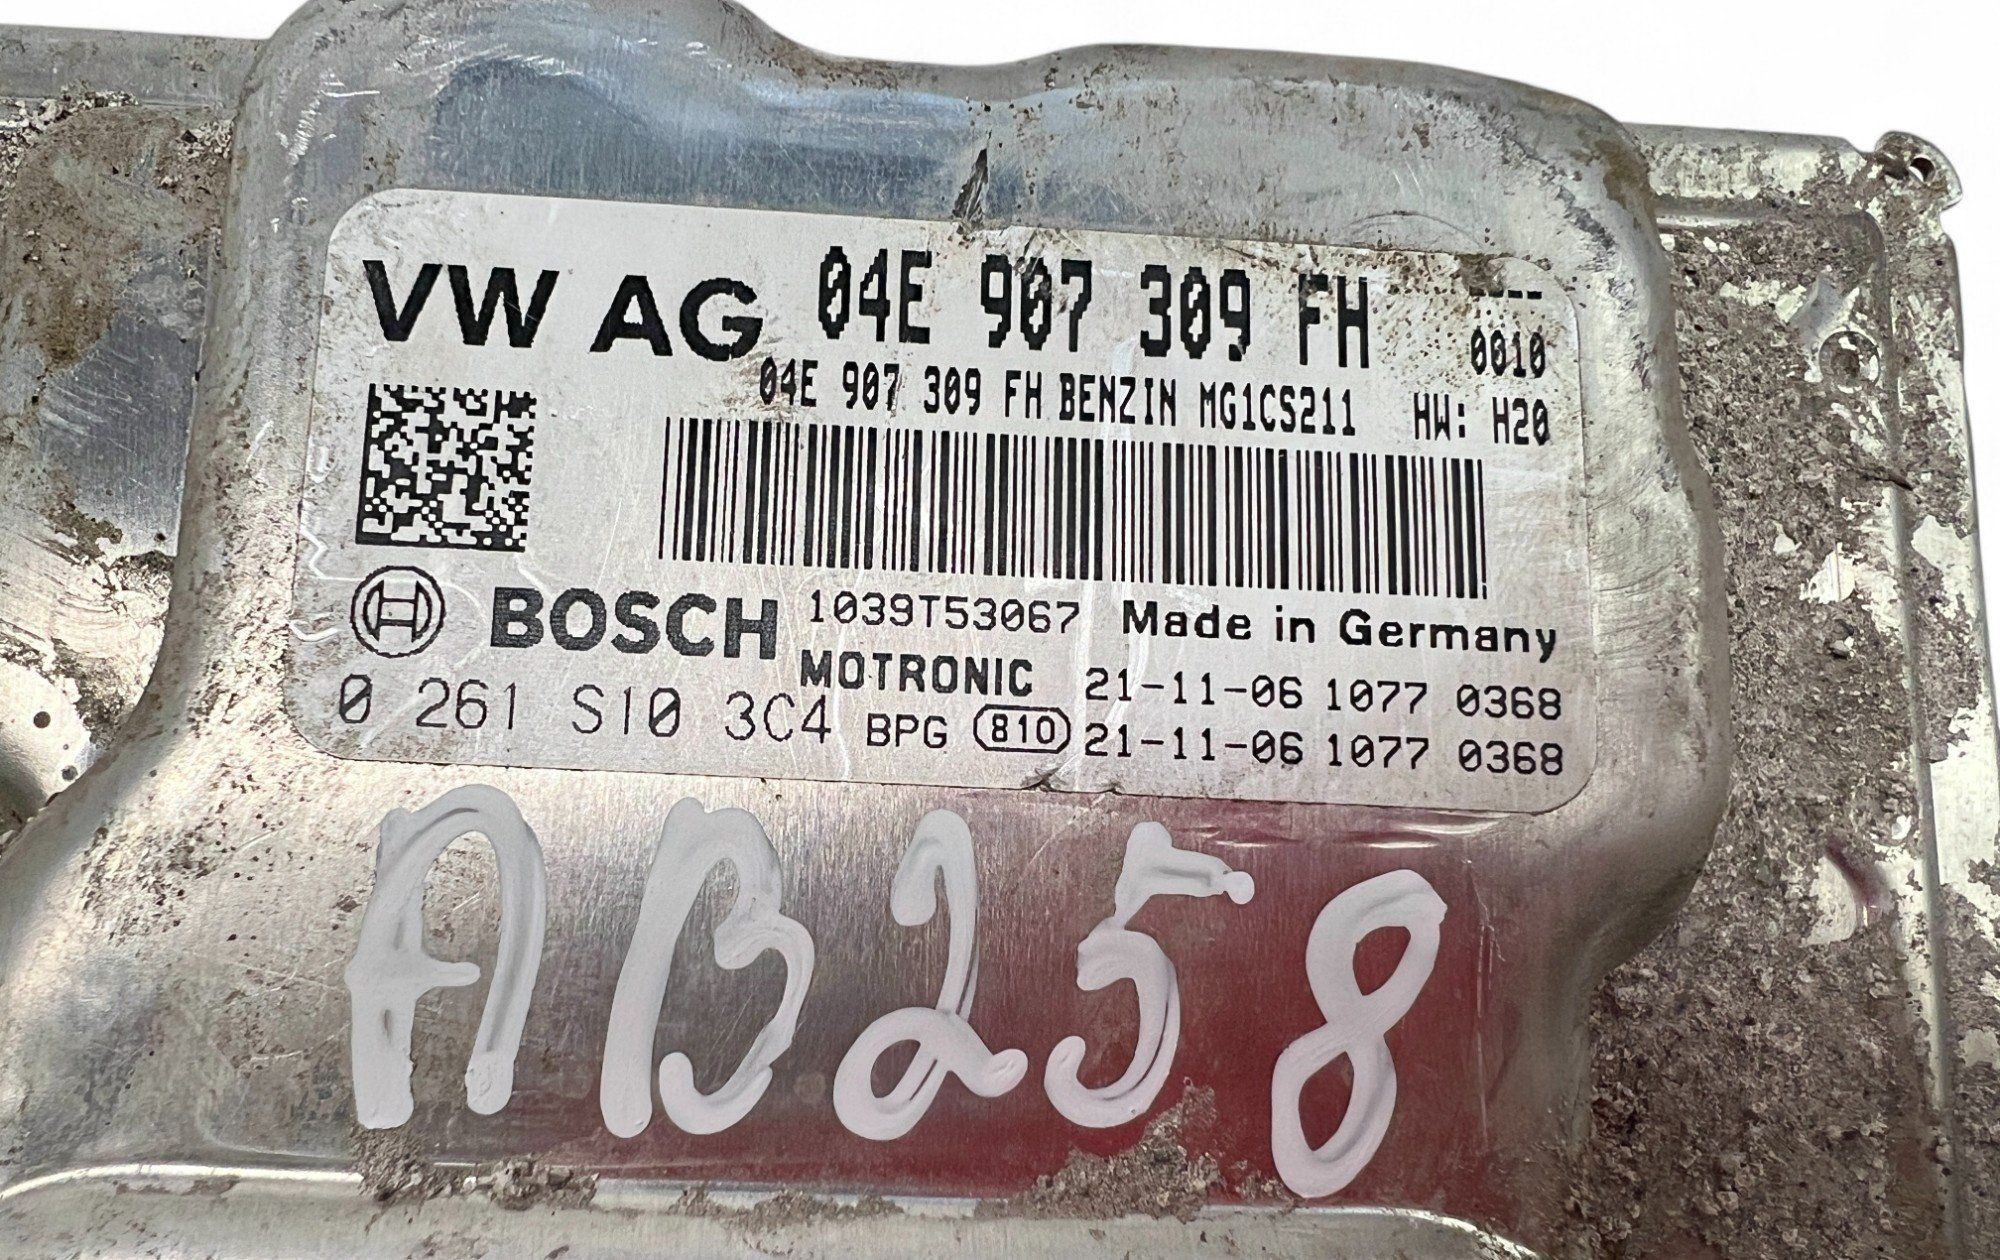 VW AG 04E 907 309 FH ----
0010
04E 907 309 FH BENZIN MG1CS211 HW: H20
BOSCH 1039T53067 Made in Germany
MOTRONIC 21-11-06 1077 0368
0 261 S10 3C4 BPG 810 21-11-06 1077 0368
AB258